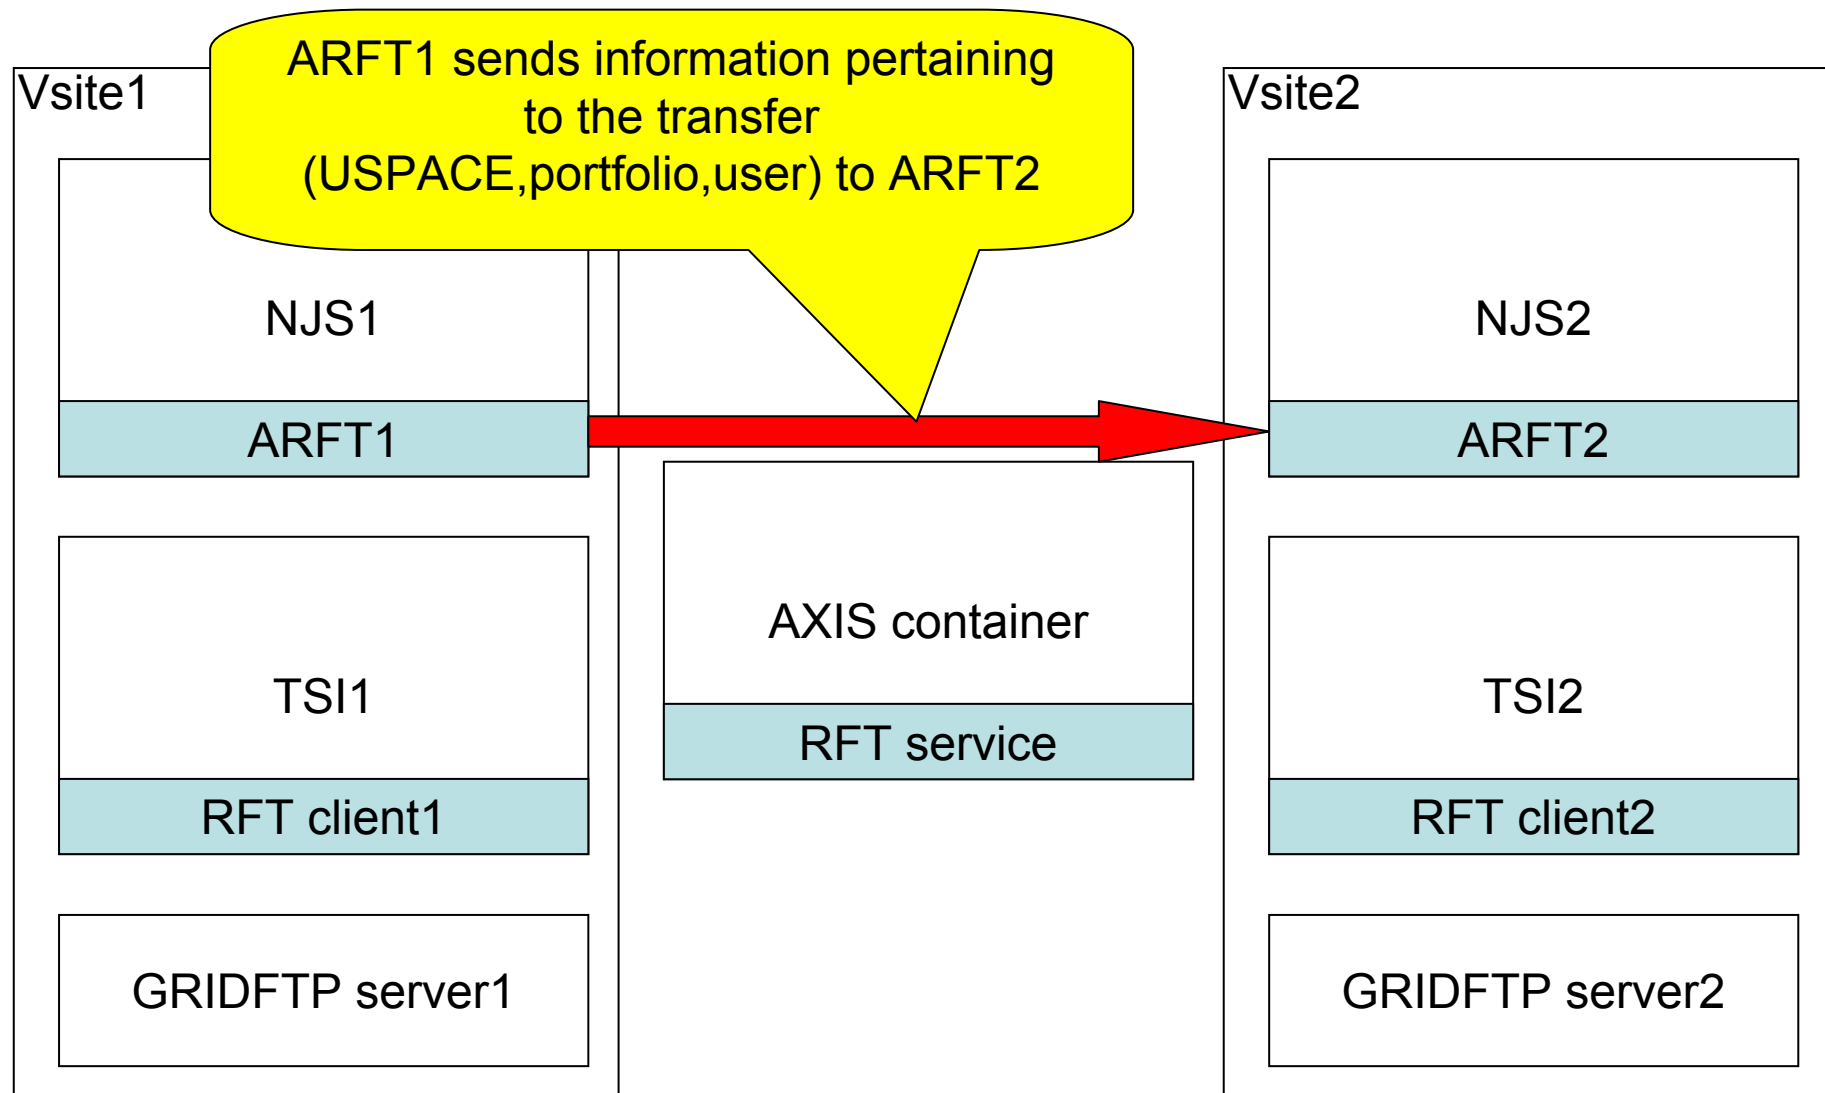 ARFT1 sends information pertaining
to the transfer
(USPACE,portfolio,user) to ARFT2
Vsite1
NJS1
ARFT1
TSI1
RFT client1
GRIDFTP server1
AXIS container
RFT service
Vsite2
NJS2
ARFT2
TSI2
RFT client2
GRIDFTP server2